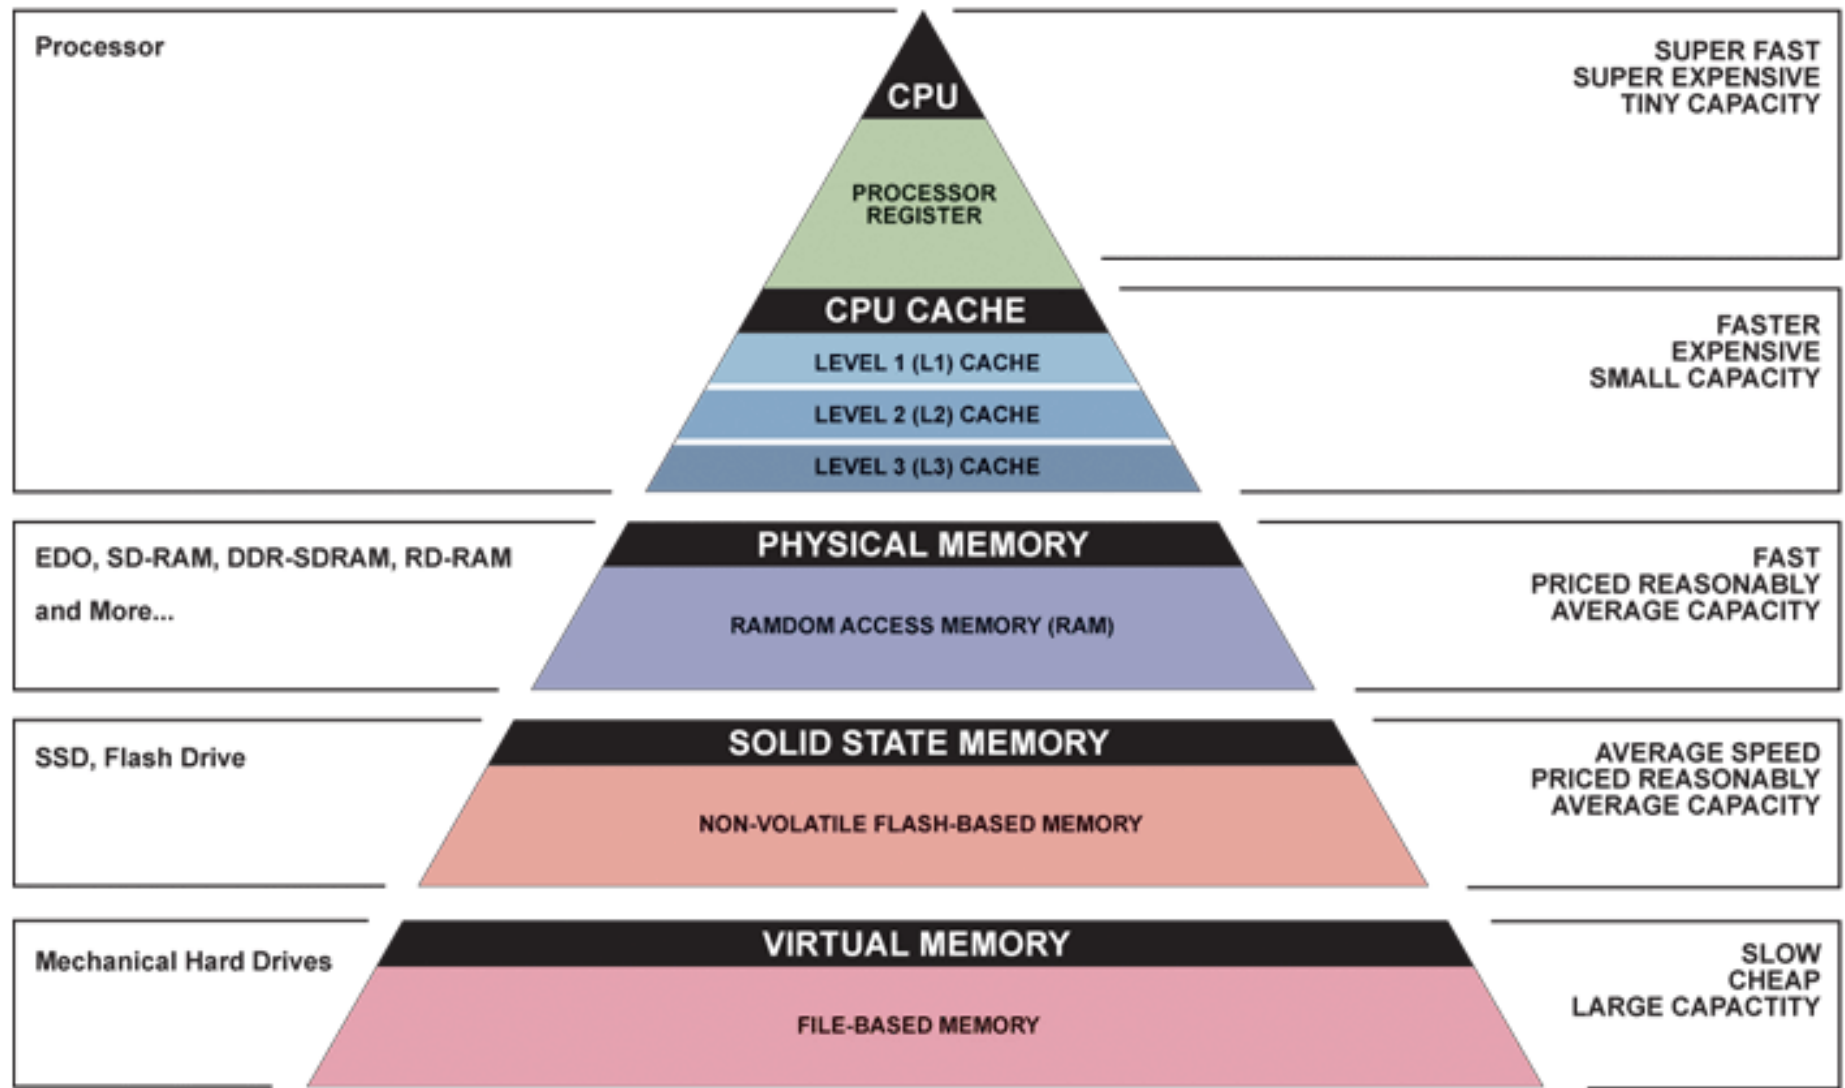 Processor
CPU
SUPER FAST
SUPER EXPENSIVE
TINY CAPACITY
PROCESSOR
REGISTER
CPU CACHE
LEVEL 1 (L1) CACHE
LEVEL 2 (L2) CACHE
LEVEL 3 (L3) CACHE
FASTER
EXPENSIVE
SMALL CAPACITY
EDO, SD-RAM, DDR-SDRAM, RD-RAM
and More...
PHYSICAL MEMORY
RAMDOM ACCESS MEMORY (RAM)
FAST
PRICED REASONABLY
AVERAGE CAPACITY
SSD, Flash Drive
SOLID STATE MEMORY
NON-VOLATILE FLASH-BASED MEMORY
AVERAGE SPEED
PRICED REASONABLY
AVERAGE CAPACITY
Mechanical Hard Drives
VIRTUAL MEMORY
FILE-BASED MEMORY
SLOW
CHEAP
LARGE CAPACTITY